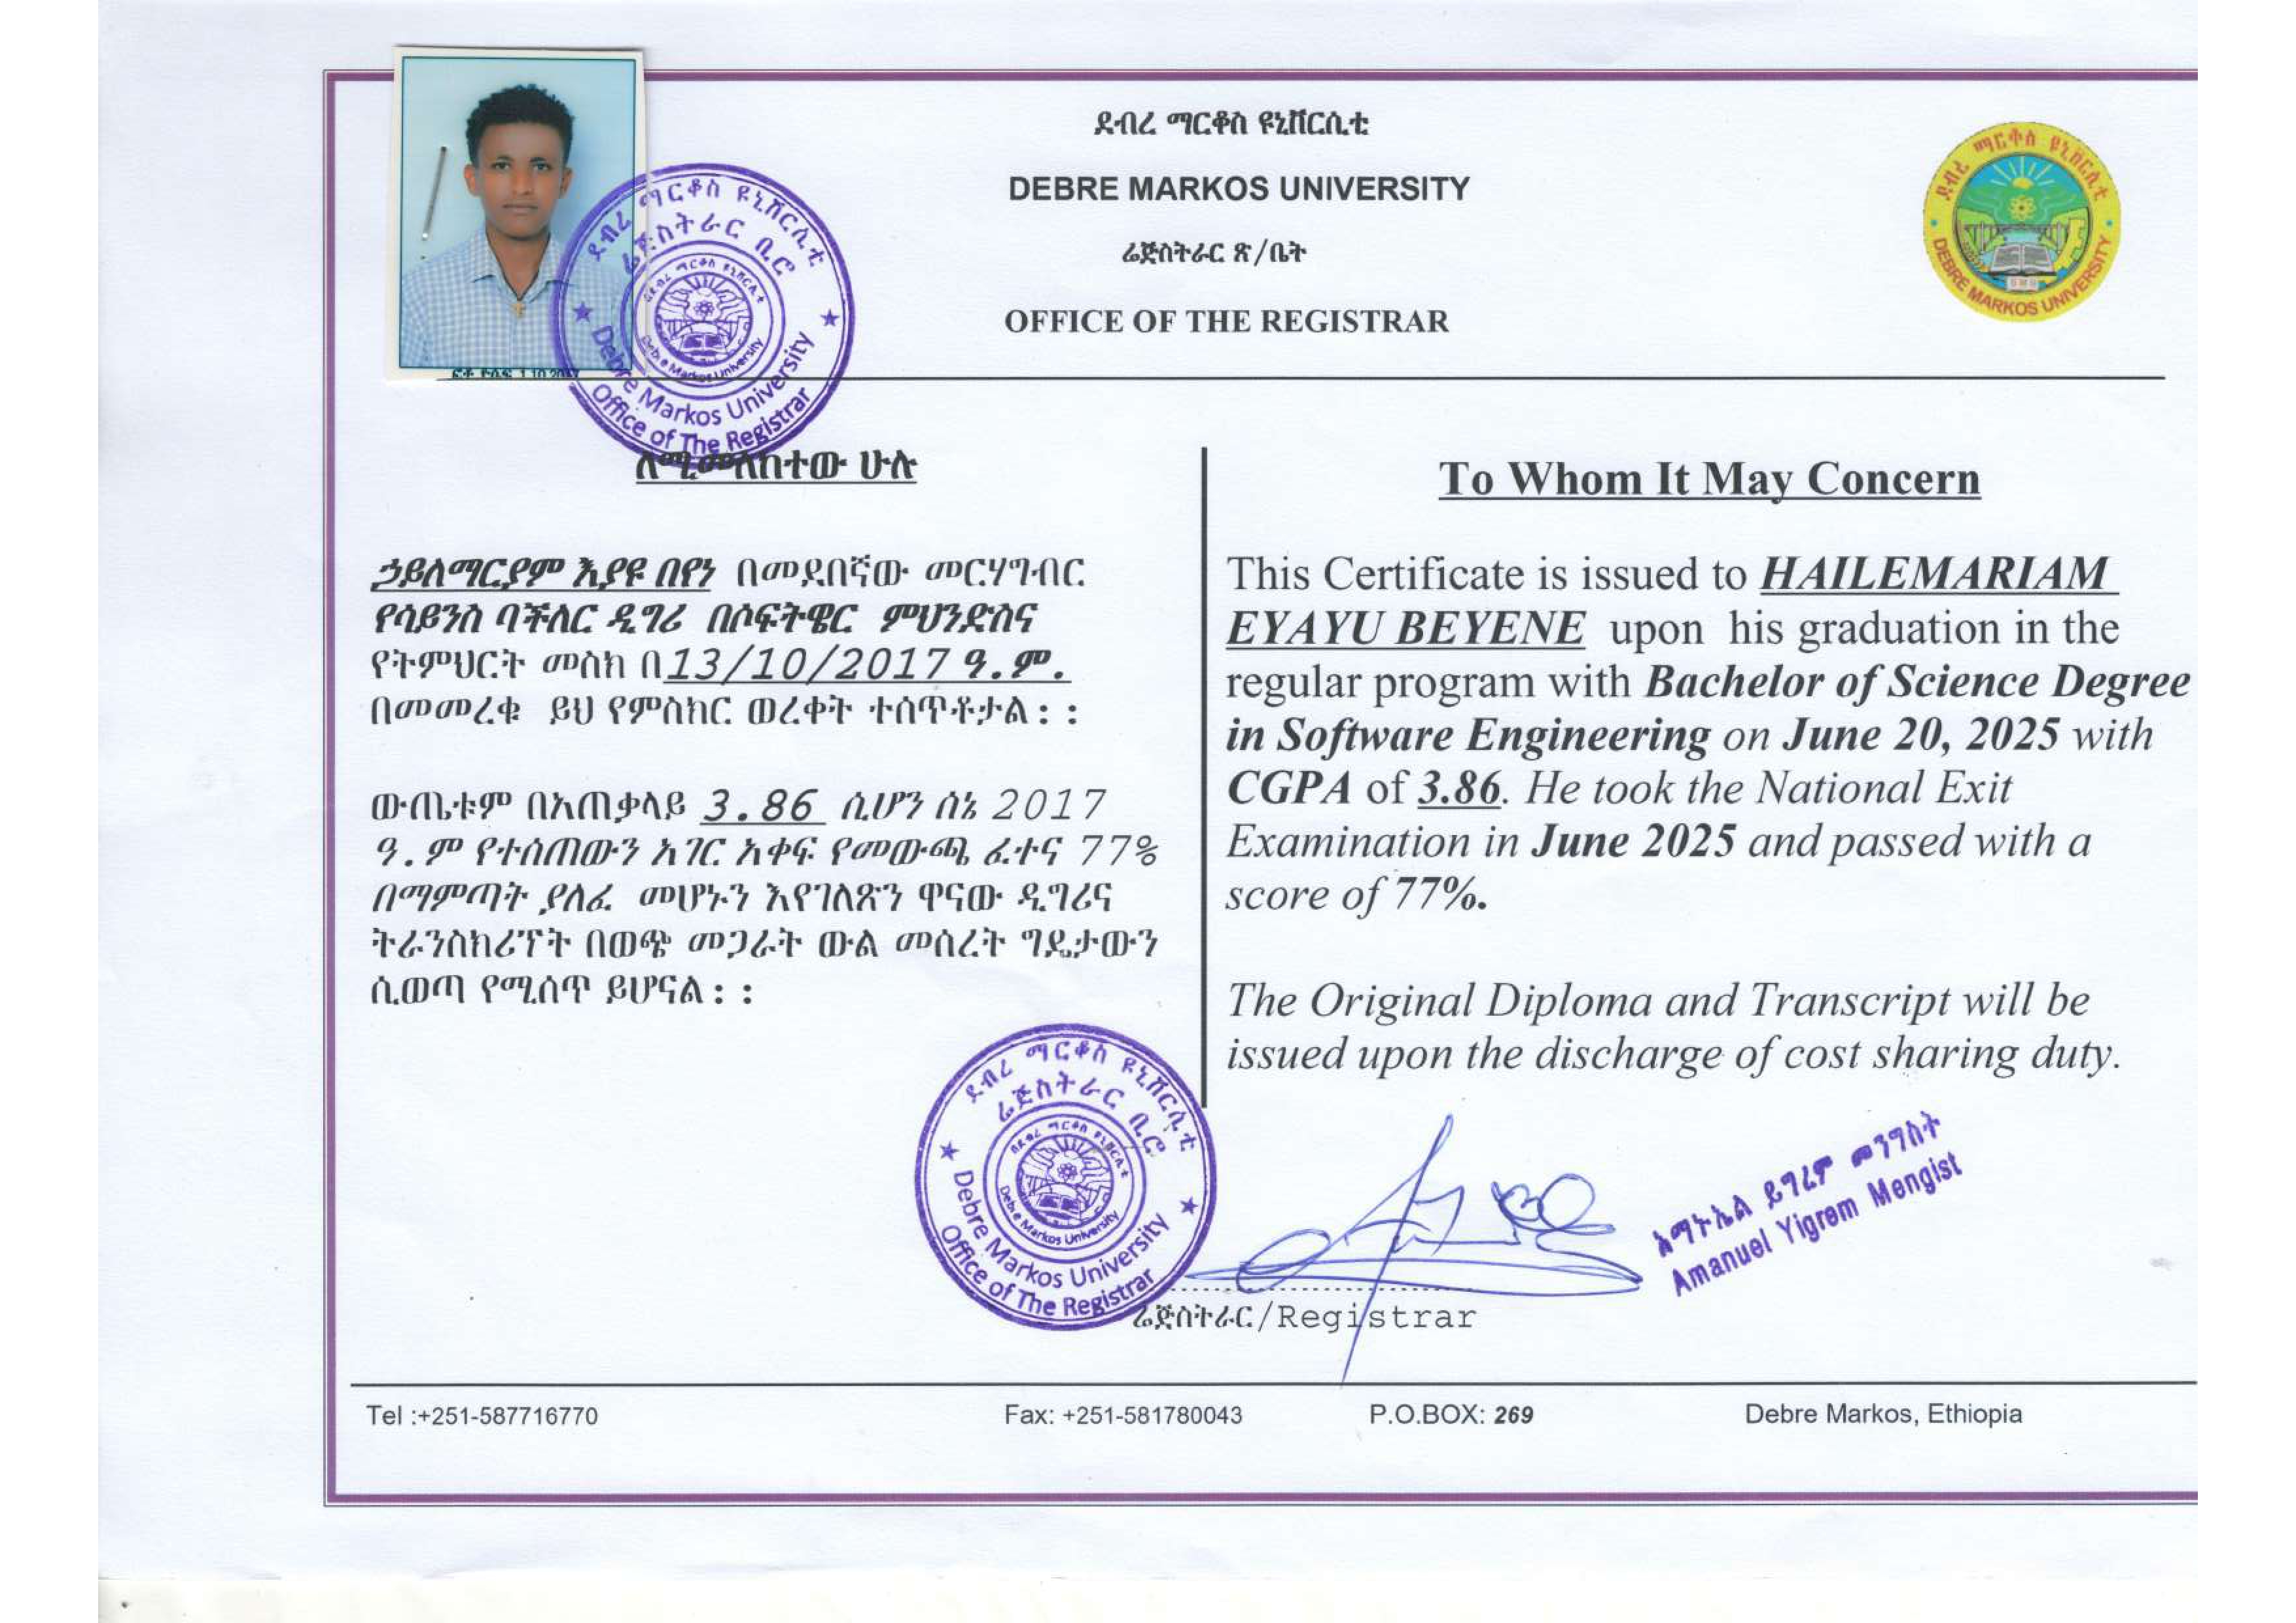 ደብረ ማርቆስ ዩኒቨርሲቲ
DEBRE MARKOS UNIVERSITY
ሬጅስትራር ጽ/ቤት
OFFICE OF THE REGISTRAR
ደብረ ማርቆስ ዩኒቨርሲቲ
DEBRE MARKOS UNIVERSITY
ደብረ ማርቆስ ዩኒቨርሲቲ
ሬጅስትራር ቢሮ
Debre Markos University
Debre Markos University
Office of The Registrar
ለሚመለከተው ሁሉ
ኃይለማርያም እያዩ በየነ በመደበኛው መርሃግብር
የሳይንስ ባችለር ዲግሪ በሶፍትዌር ምህንድስና
የትምህርት መስክ በ13/10/2017 ዓ.ም.
በመመረቁ ይህ የምስክር ወረቀት ተሰጥቶታል፡፡
ውጤቱም በአጠቃላይ 3.86 ሲሆን ሰኔ 2017
ዓ.ም የተሰጠውን አገር አቀፍ የመውጫ ፈተና 77%
በማምጣት ያለፈ መሆኑን እየገለጽን ዋናው ዲግሪና
ትራንስክሪፕት በወጭ መጋራት ውል መሰረት ግዴታውን
ሲወጣ የሚሰጥ ይሆናል፡፡
To Whom It May Concern
This Certificate is issued to HAILEMARIAM
EYAYU BEYENE upon his graduation in the
regular program with Bachelor of Science Degree
in Software Engineering on June 20, 2025 with
CGPA of 3.86. He took the National Exit
Examination in June 2025 and passed with a
score of 77%.
The Original Diploma and Transcript will be
issued upon the discharge of cost sharing duty.
ደብረ ማርቆስ ዩኒቨርሲቲ
ሬጅስትራር ቢሮ
Debre Markos University
Debre Markos University
Office of The Registrar
አማኑኤል ይግረም መንግስት
Amanuel Yigrem Mengist
ሬጅስትራር/Registrar
Tel :+251-587716770 Fax: +251-581780043 P.O.BOX: 269 Debre Markos, Ethiopia